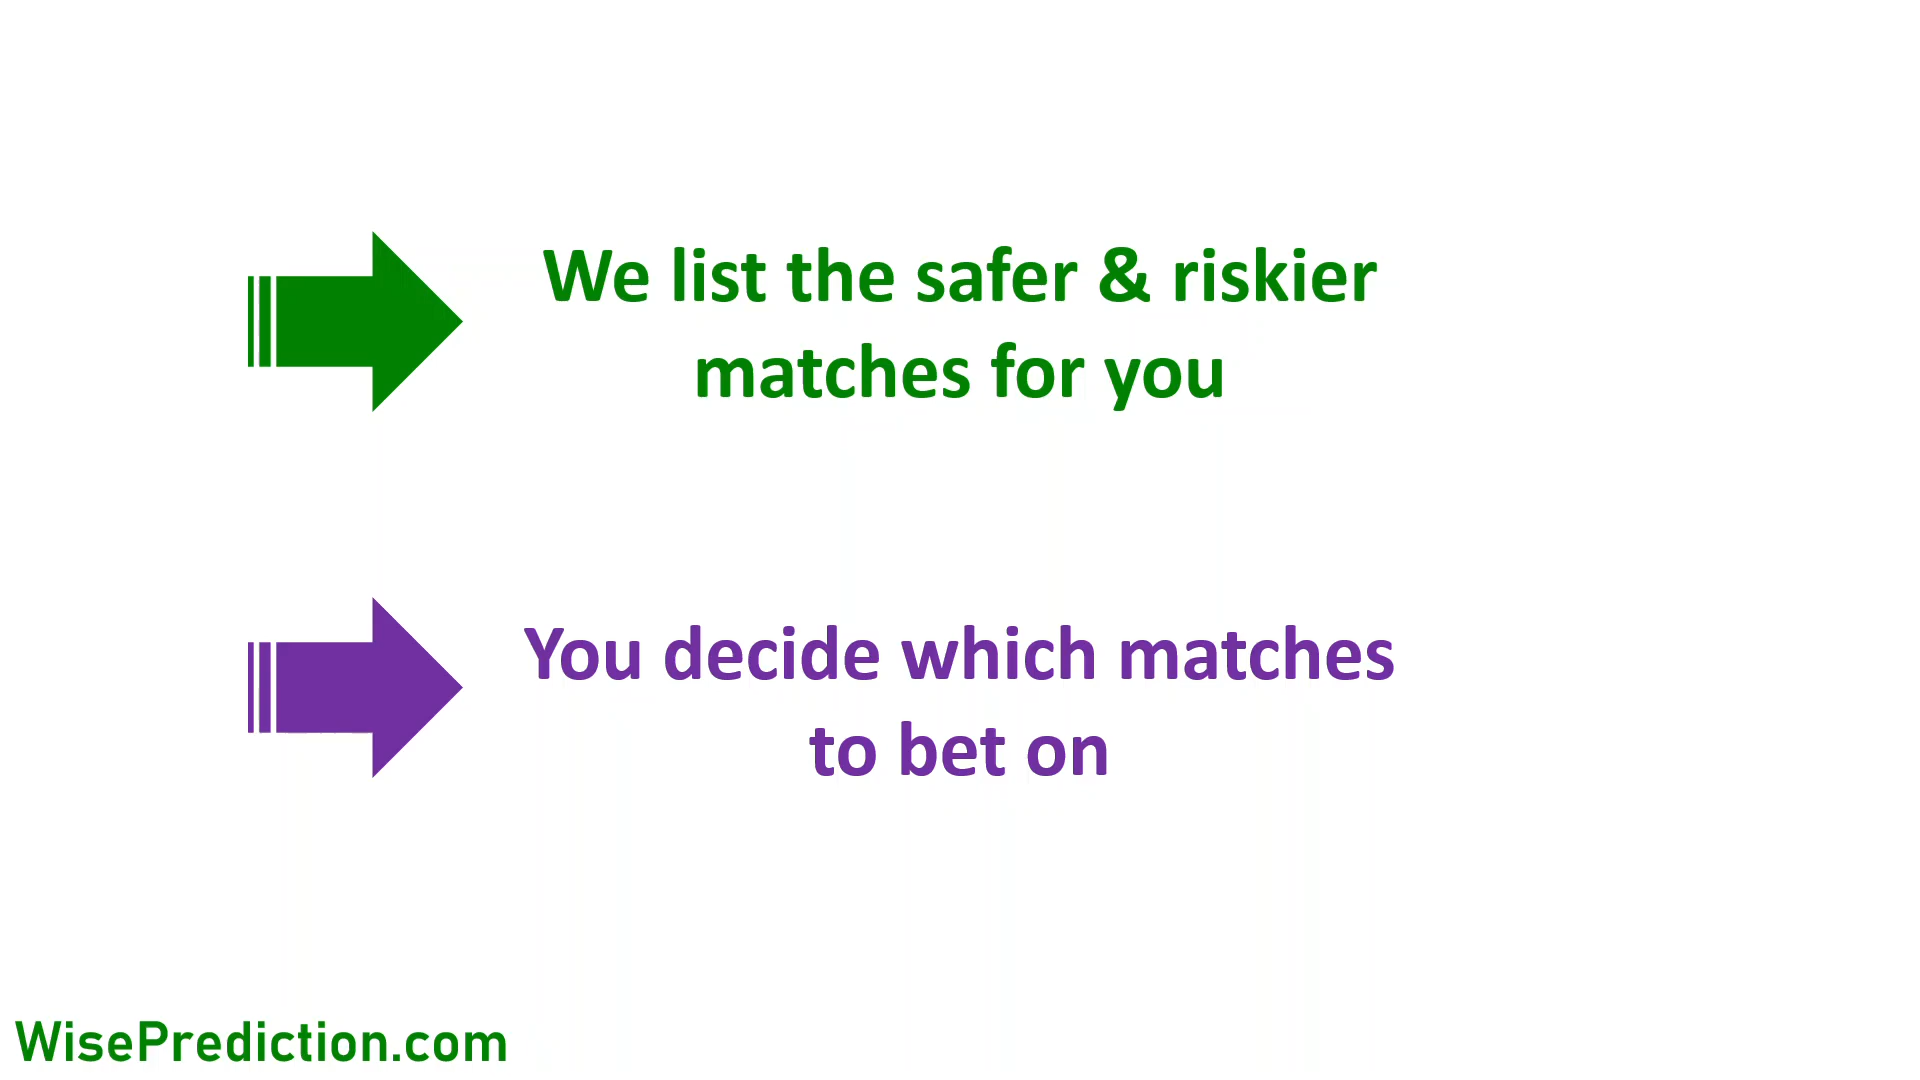 We list the safer & riskier
matches for you
You decide which matches
to bet on
WisePrediction.com